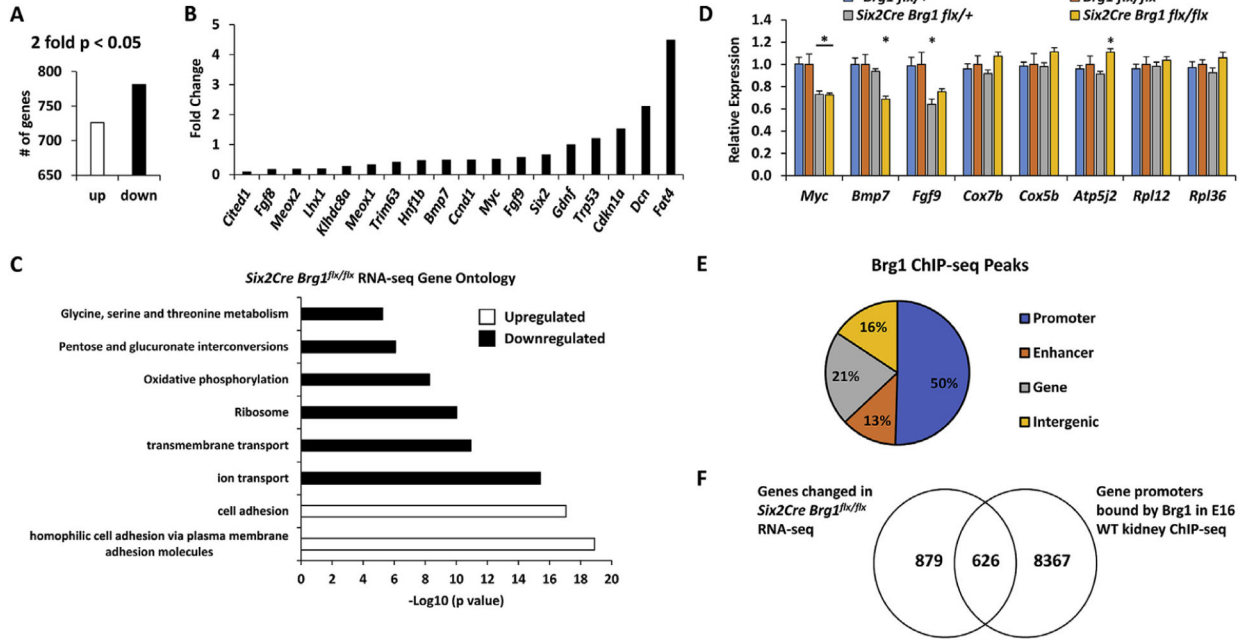 A
2 fold p < 0.05
# of genes
800
750
700
650
up down
B
Fold Change
5
4
3
2
1
0
Cited1
Fgf8
Meox2
Lhx1
Klhdc8a
Meox1
Trim63
Hnf1b
Bmp7
Ccnd1
Myc
Fgf9
Six2
Gdnf
Trp53
Cdkn1a
Dcn
Fat4
C
Six2Cre Brg1flx/flx RNA-seq Gene Ontology
Upregulated
Downregulated
Glycine, serine and threonine metabolism
Pentose and glucuronate interconversions
Oxidative phosphorylation
Ribosome
transmembrane transport
ion transport
cell adhesion
homophilic cell adhesion via plasma membrane
adhesion molecules
0 2 4 6 8 10 12 14 16 18 20
-Log10 (p value)
D
Brg1 flx/+ Brg1 flx/flx
Six2Cre Brg1 flx/+ Six2Cre Brg1 flx/flx
Relative Expression
1.4
1.2
1.0
0.8
0.6
0.4
0.2
0.0
* * * *
Myc Bmp7 Fgf9 Cox7b Cox5b Atp5j2 Rpl12 Rpl36
E
Brg1 ChIP-seq Peaks
16%
21%
13%
50%
Promoter
Enhancer
Gene
Intergenic
F
Genes changed in
Six2Cre Brg1flx/flx
RNA-seq
879 626 8367
Gene promoters
bound by Brg1 in E16
WT kidney ChIP-seq